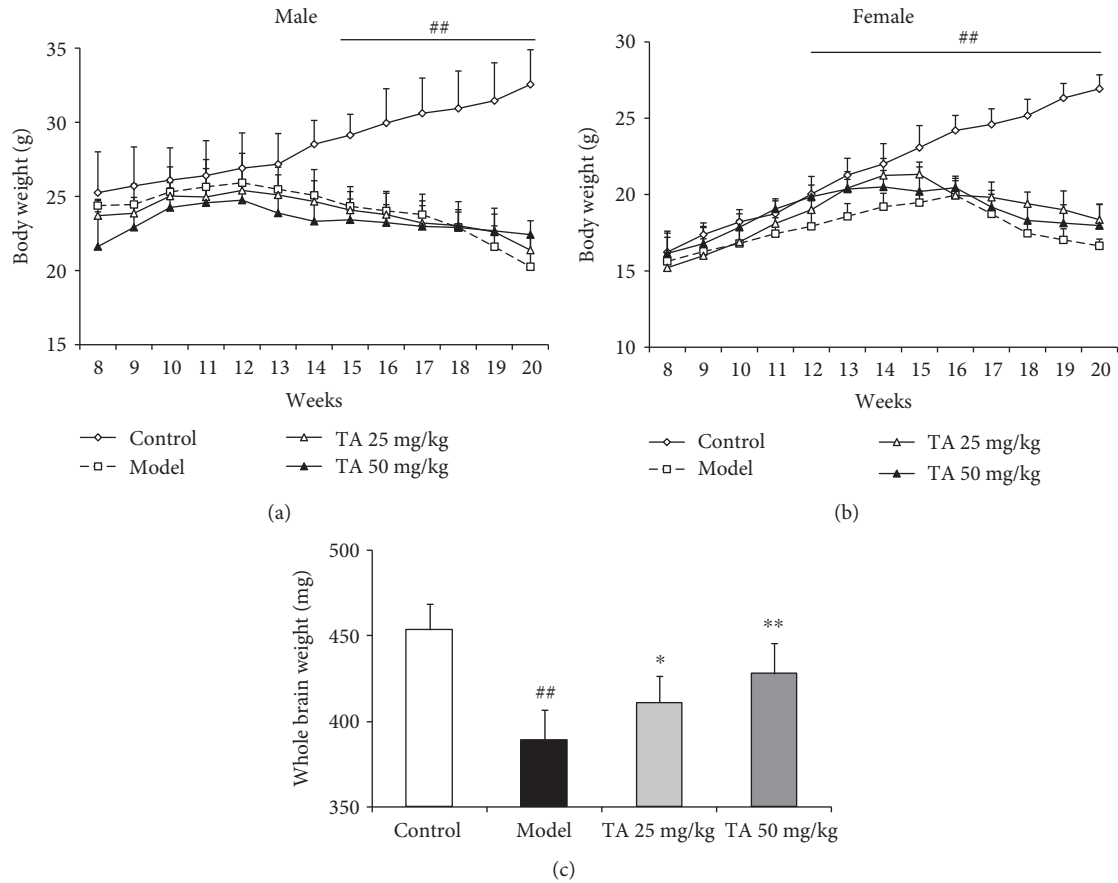 (a)
Male
##
35
30
25
20
15
Body weight (g)
8 9 10 11 12 13 14 15 16 17 18 19 20
Weeks
Control
Model
TA 25 mg/kg
TA 50 mg/kg
(a)
(b)
Female
##
30
25
20
15
10
Body weight (g)
8 9 10 11 12 13 14 15 16 17 18 19 20
Weeks
Control
Model
TA 25 mg/kg
TA 50 mg/kg
(b)
500
450
400
350
Whole brain weight (mg)
##
*
**
Control Model TA 25 mg/kg TA 50 mg/kg
(c)